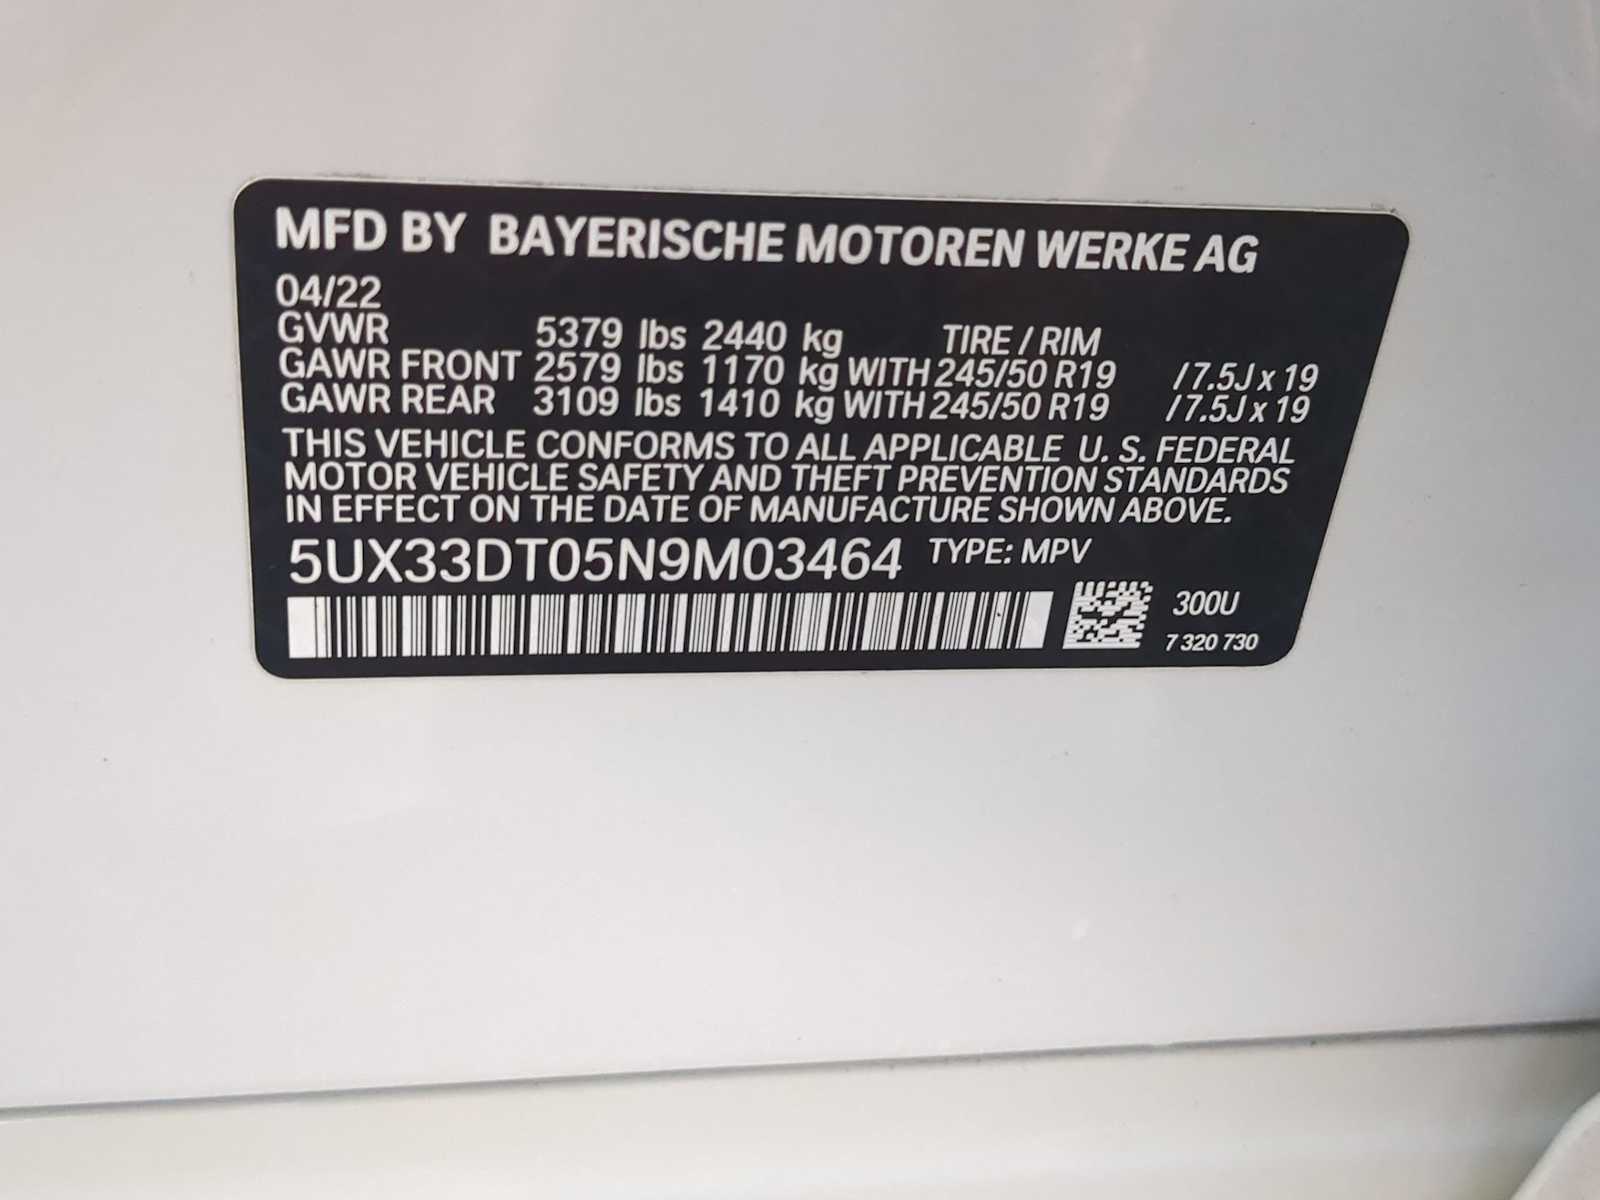 MFD BY BAYERISCHE MOTOREN WERKE AG
04/22
GVWR 5379 lbs 2440 kg TIRE / RIM
GAWR FRONT 2579 lbs 1170 kg WITH 245/50 R19 / 7.5J x 19
GAWR REAR 3109 lbs 1410 kg WITH 245/50 R19 / 7.5J x 19
THIS VEHICLE CONFORMS TO ALL APPLICABLE U. S. FEDERAL
MOTOR VEHICLE SAFETY AND THEFT PREVENTION STANDARDS
IN EFFECT ON THE DATE OF MANUFACTURE SHOWN ABOVE.
5UX33DT05N9M03464 TYPE: MPV
300U
7 320 730